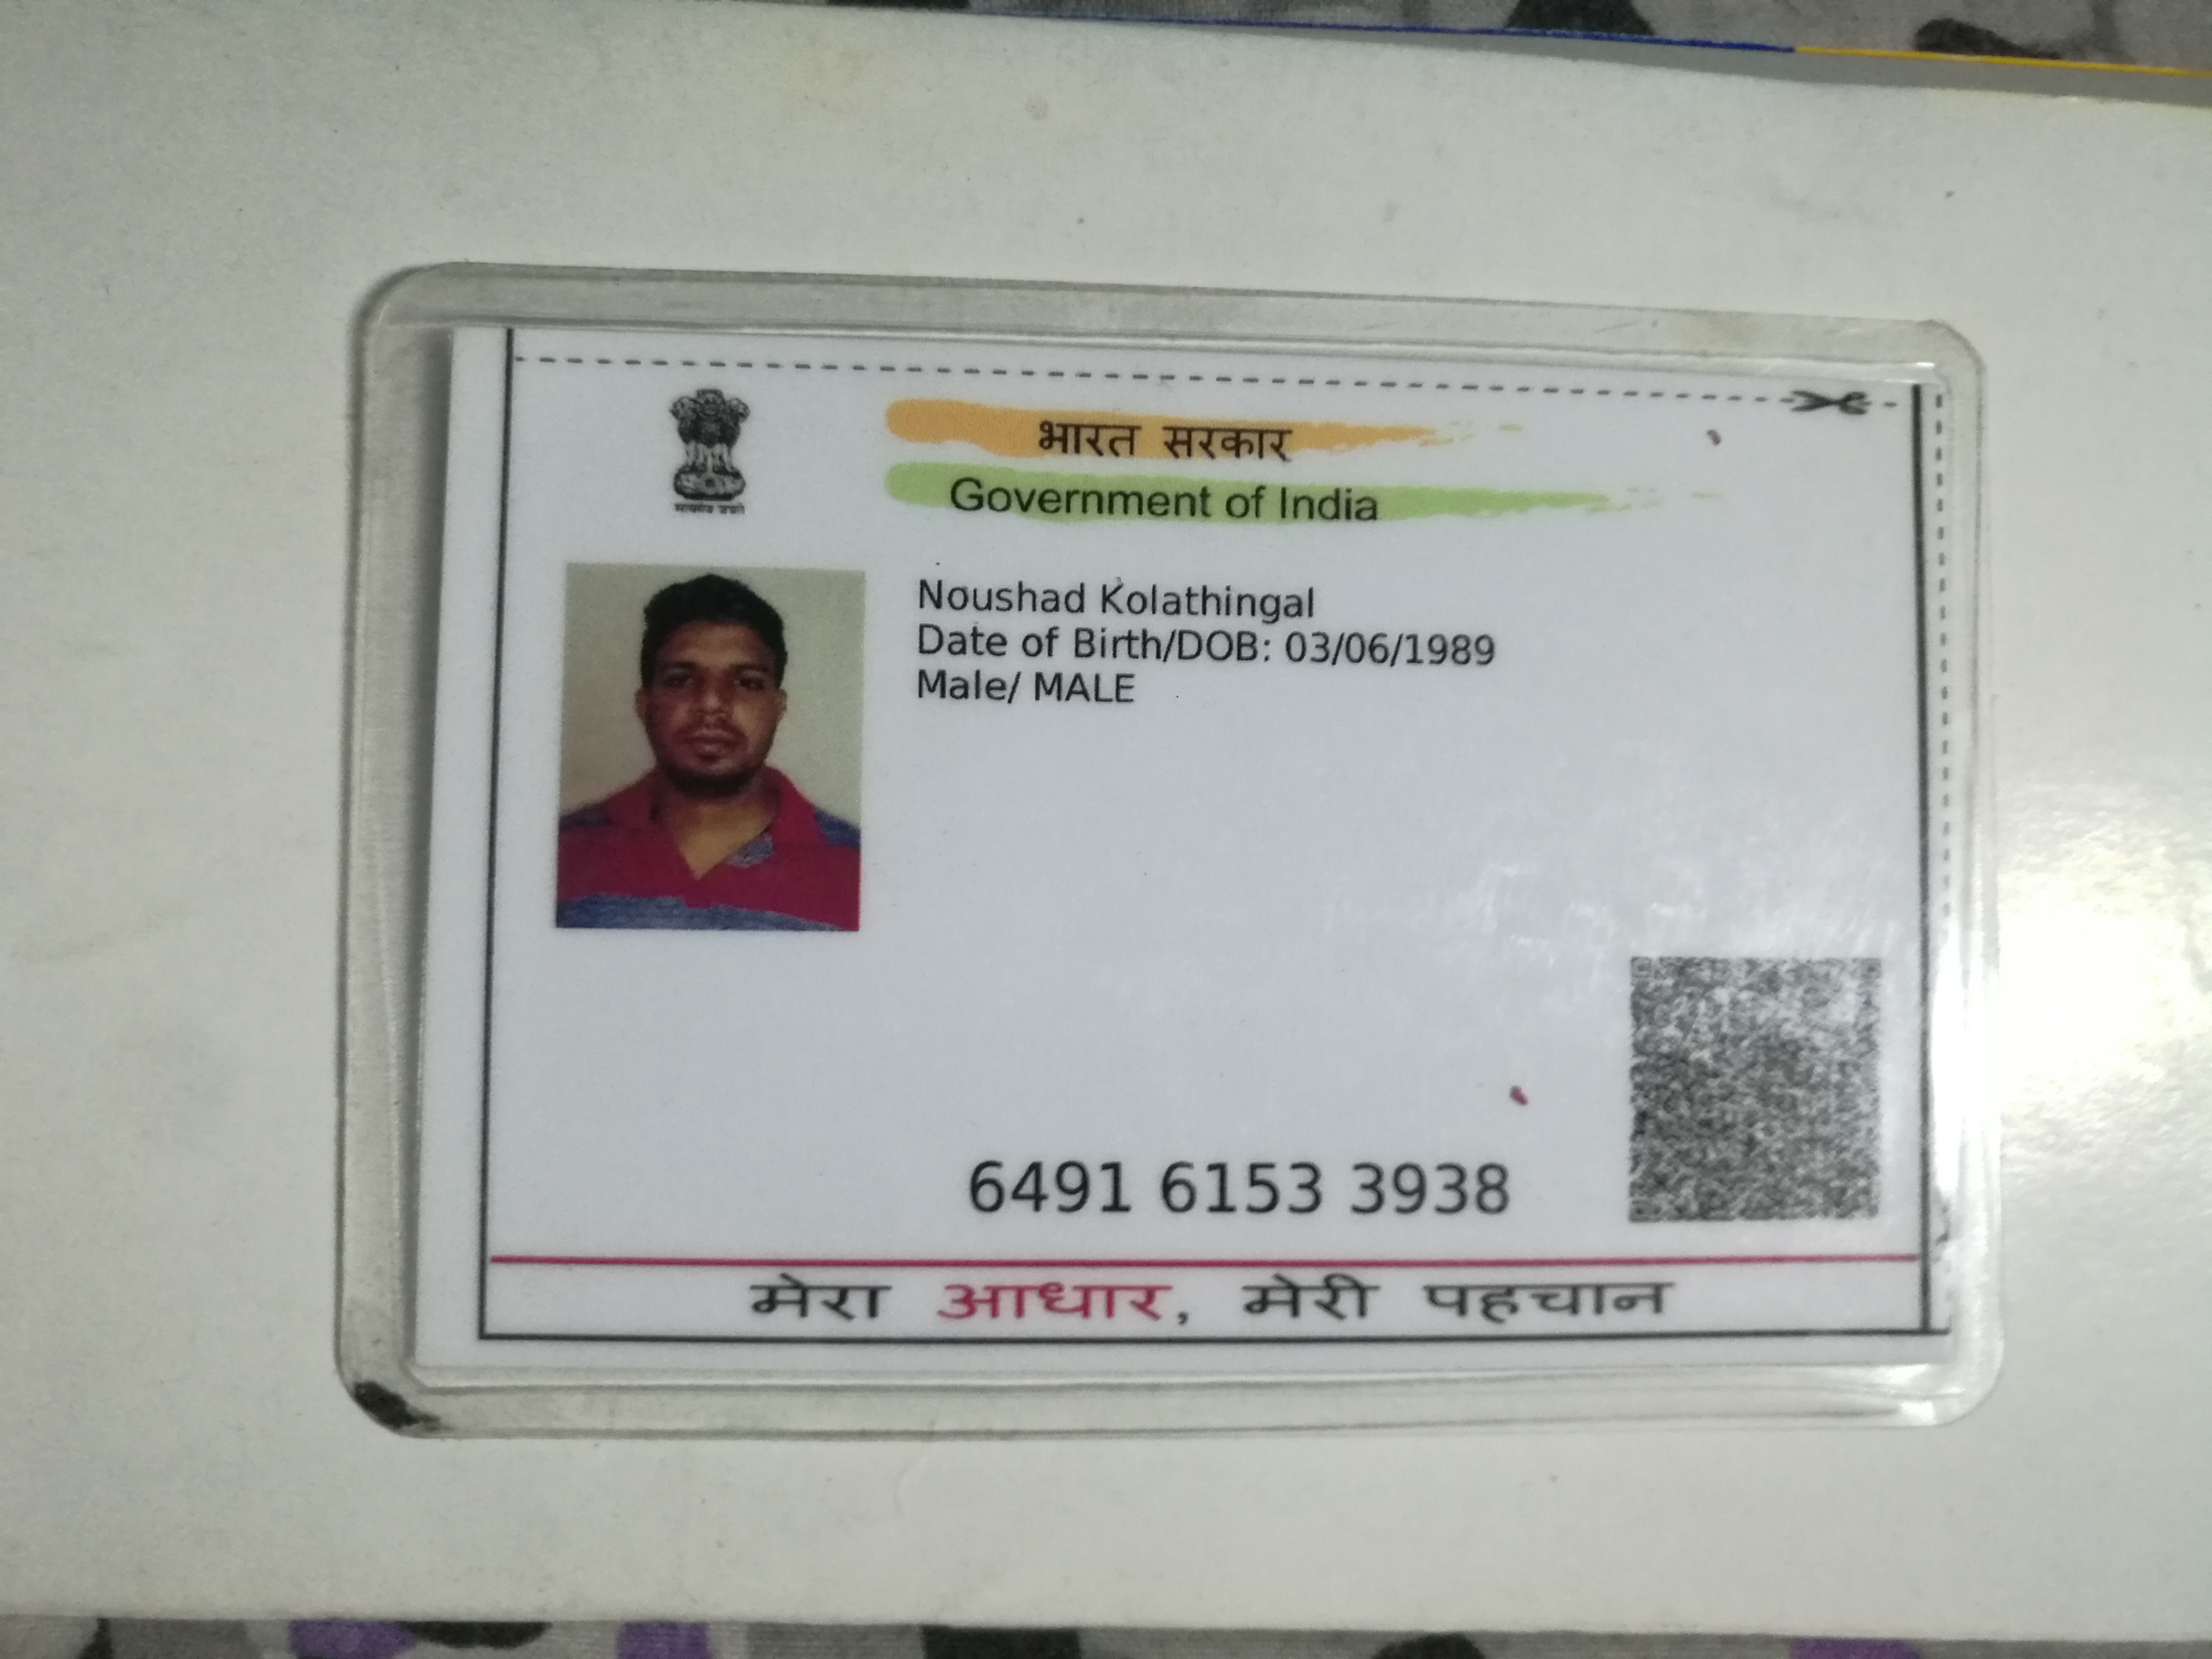 सत्यमेव जयते
भारत सरकार
Government of India
Noushad Kolathingal
Date of Birth/DOB: 03/06/1989
Male/ MALE
6491 6153 3938
मेरा आधार, मेरी पहचान